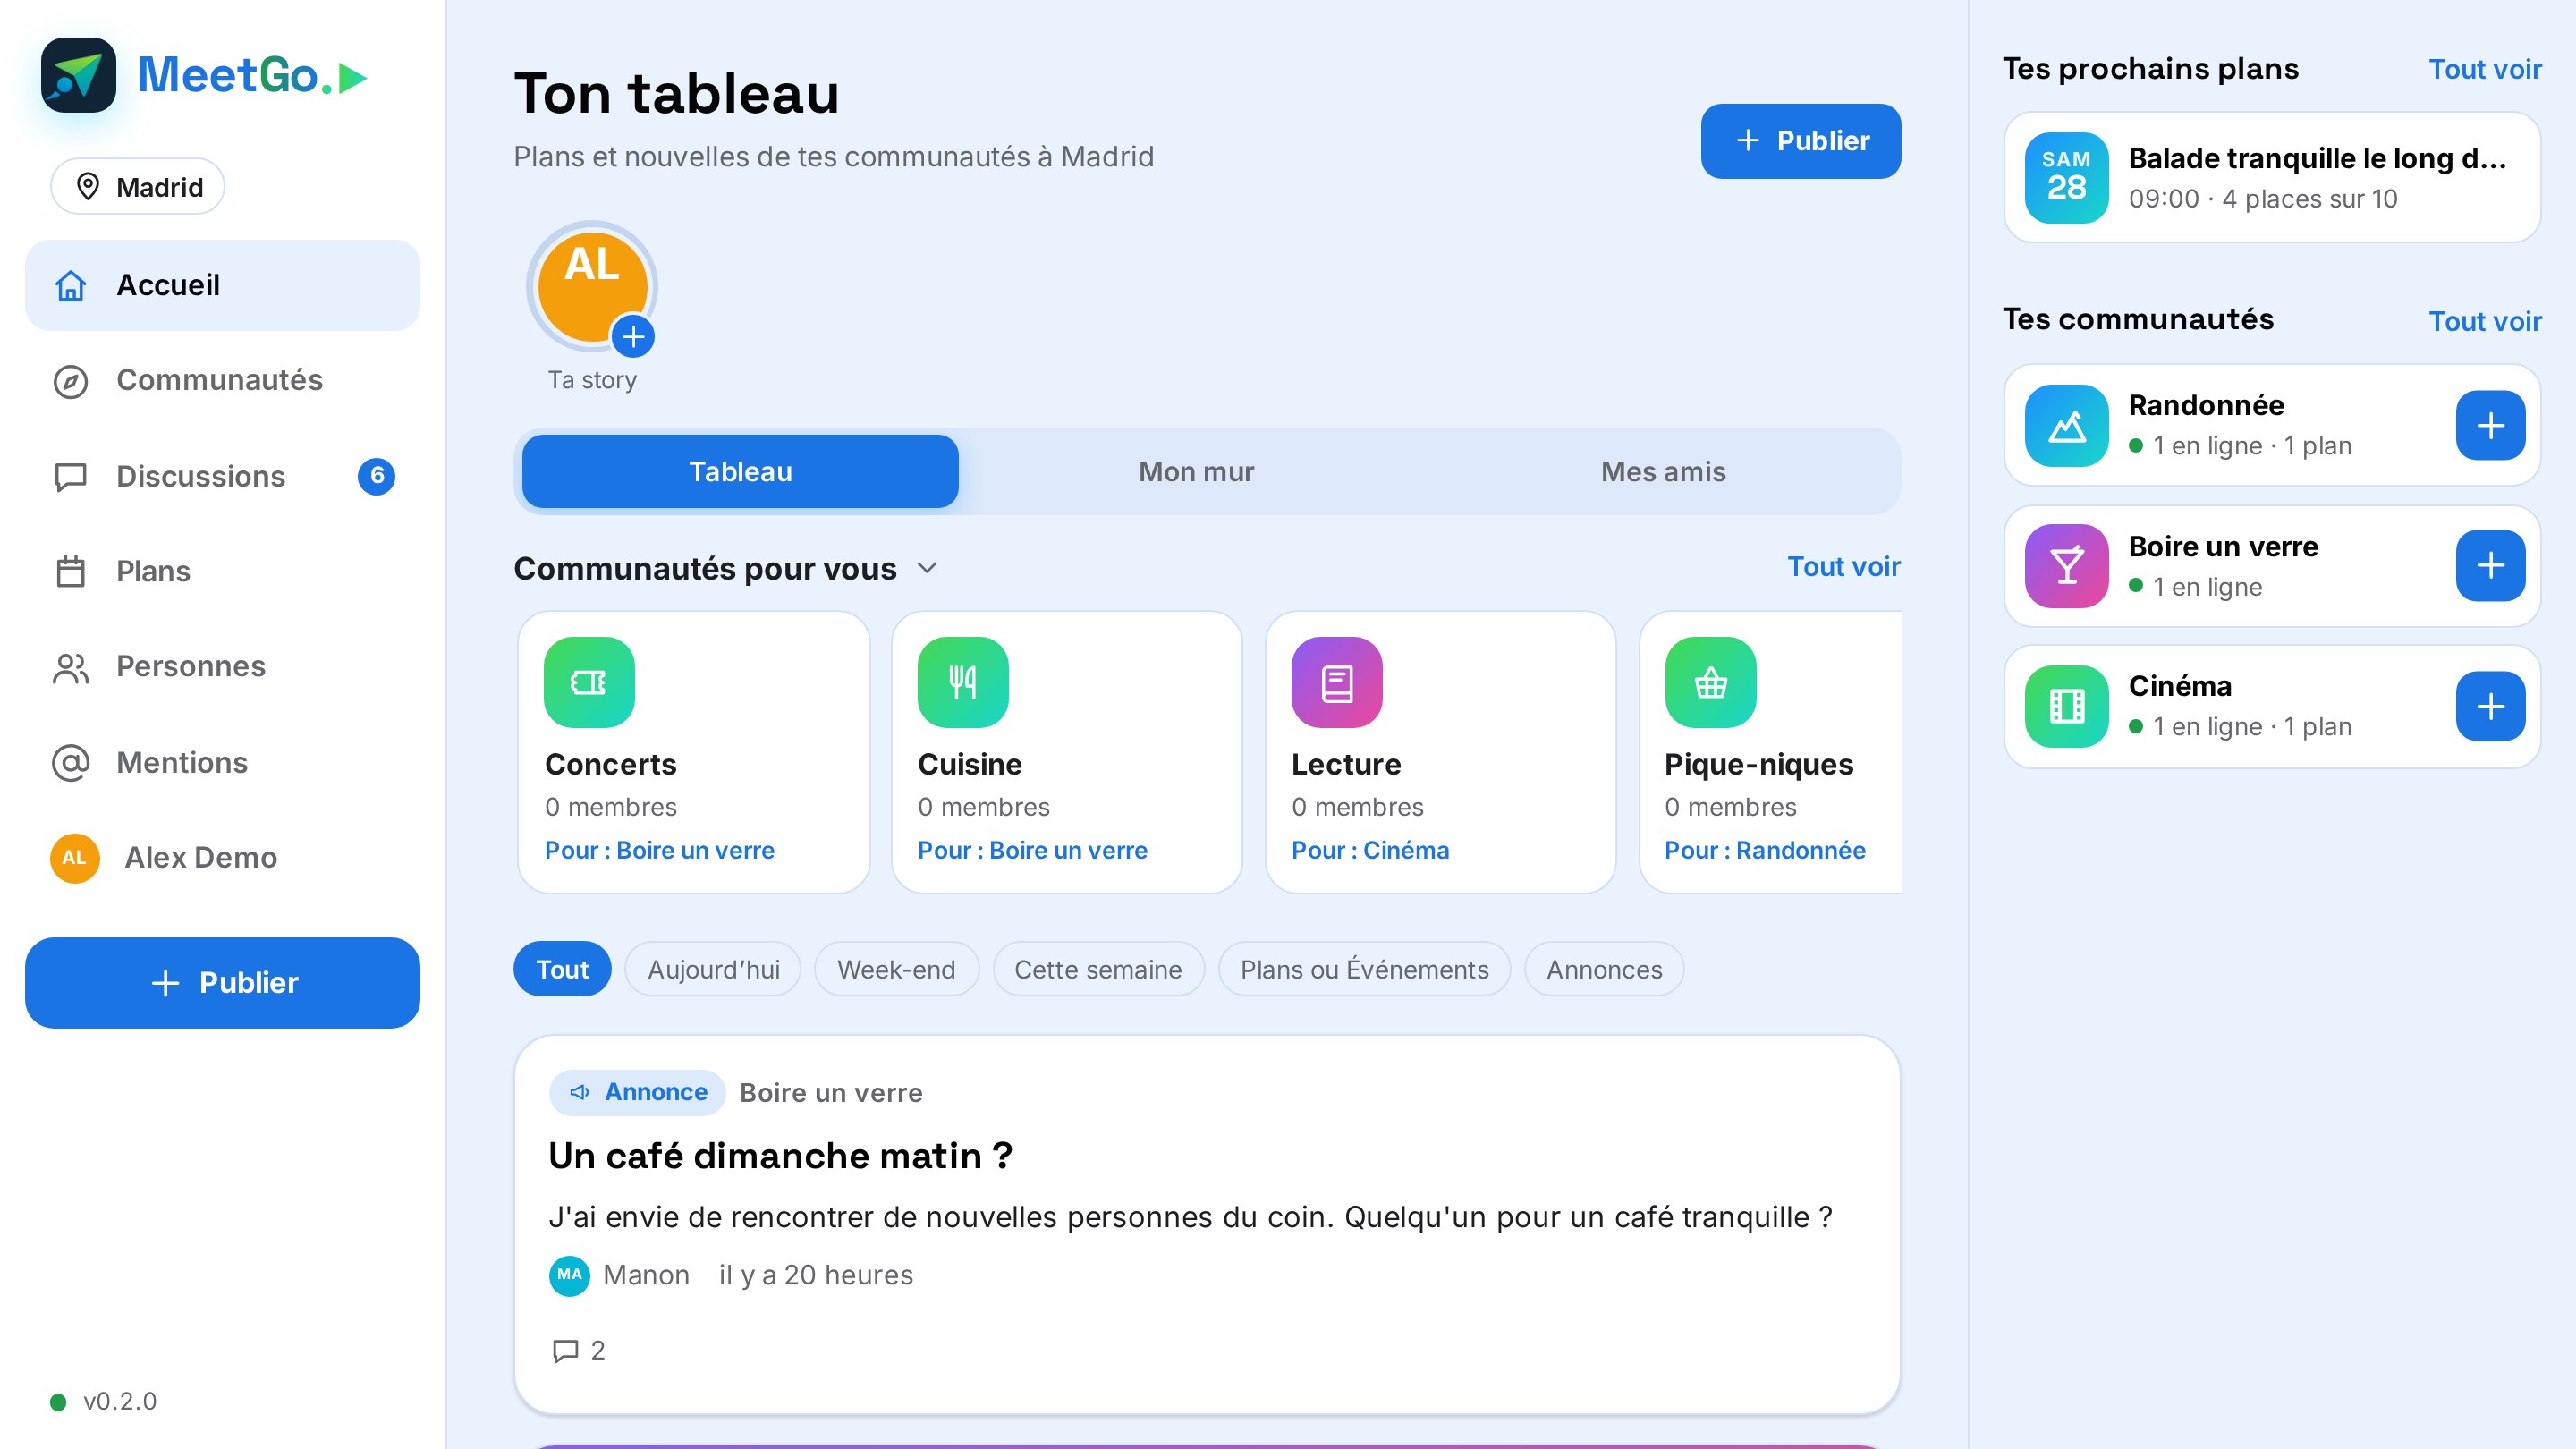 MeetGo.
Madrid
Accueil
Communautés
Discussions 6
Plans
Personnes
Mentions
AL Alex Demo
Publier
v0.2.0
Ton tableau
Plans et nouvelles de tes communautés à Madrid
Publier
AL
Ta story
Tableau Mon mur Mes amis
Communautés pour vous Tout voir
Concerts
0 membres
Pour : Boire un verre
Cuisine
0 membres
Pour : Boire un verre
Lecture
0 membres
Pour : Cinéma
Pique-niques
0 membres
Pour : Randonnée
Tout Aujourd’hui Week-end Cette semaine Plans ou Événements Annonces
Annonce Boire un verre
Un café dimanche matin ?
J'ai envie de rencontrer de nouvelles personnes du coin. Quelqu'un pour un café tranquille ?
MA Manon il y a 20 heures
2
Tes prochains plans Tout voir
SAM
28
Balade tranquille le long d...
09:00 · 4 places sur 10
Tes communautés Tout voir
Randonnée
1 en ligne · 1 plan
Boire un verre
1 en ligne
Cinéma
1 en ligne · 1 plan